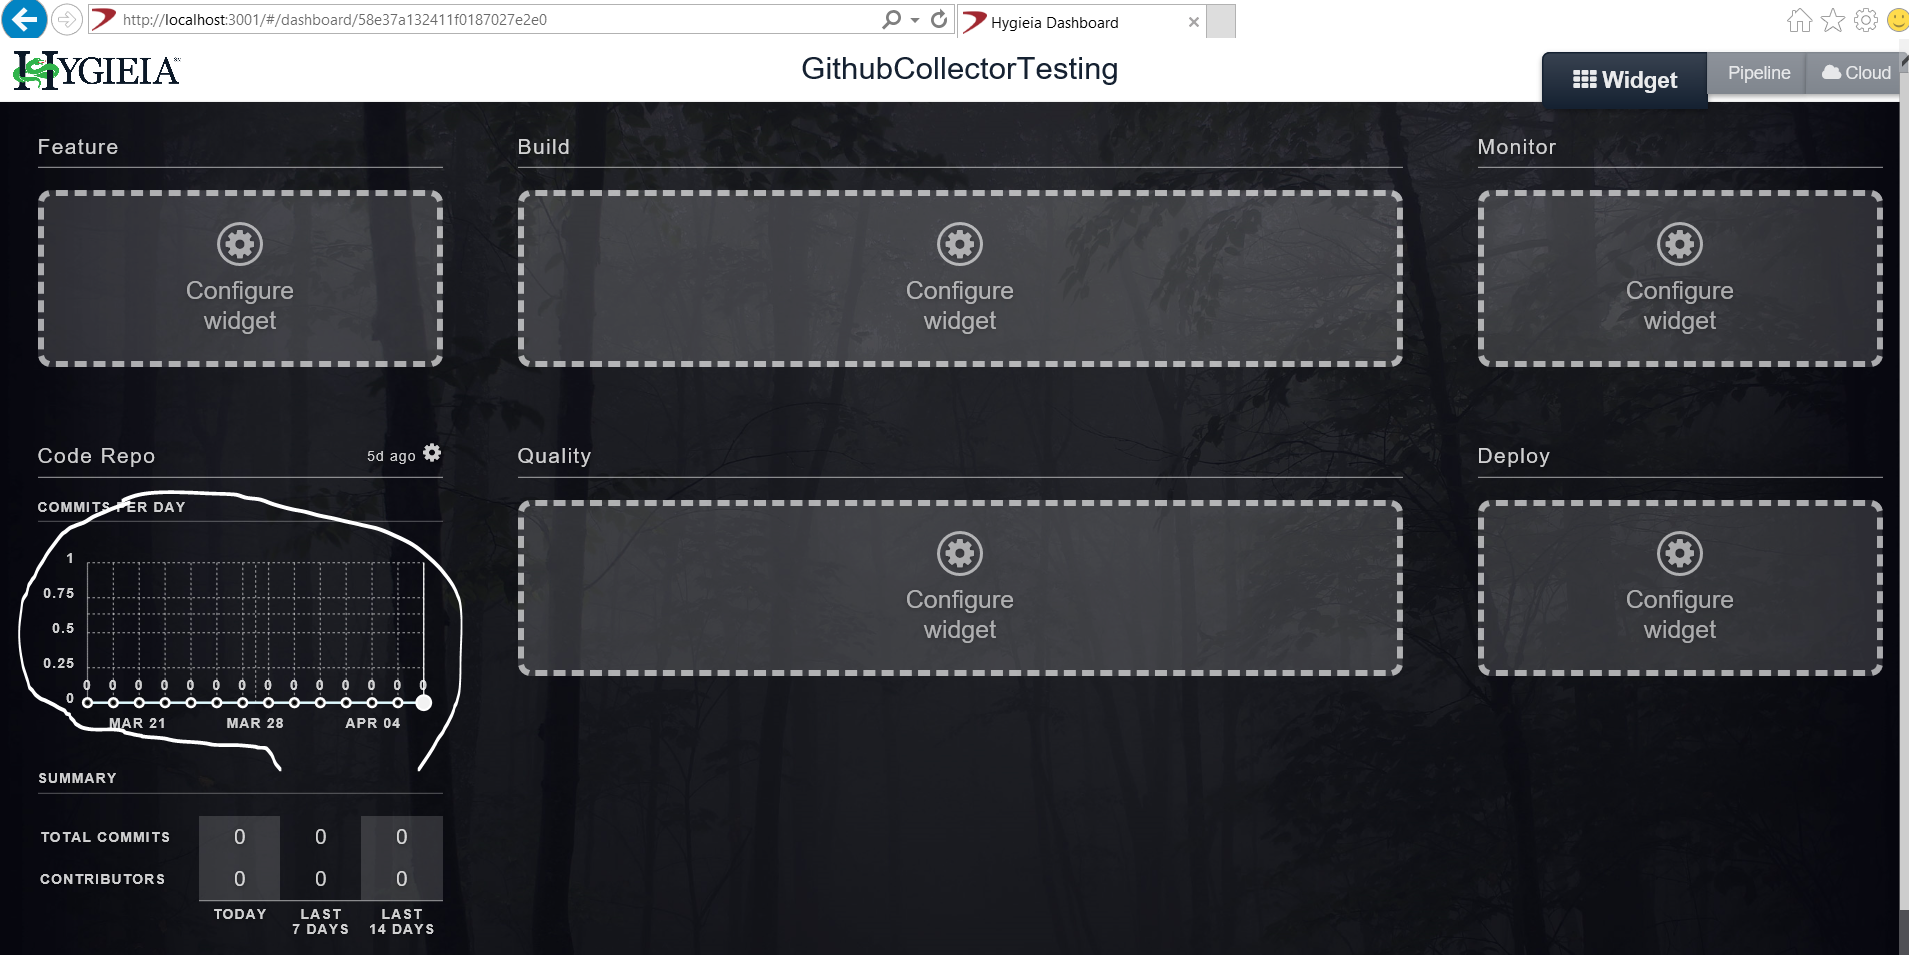 http://localhost:3001/#/dashboard/58e37a132411f0187027e2e0
Hygieia Dashboard
HYGIEIA
GithubCollectorTesting
Widget
Pipeline
Cloud
Feature
Build
Monitor
Configure
widget
Configure
widget
Configure
widget
Code Repo
5d ago
Quality
Deploy
COMMITS PER DAY
Configure
widget
Configure
widget
1
0.75
0.5
0.25
0
0 0 0 0 0 0 0 0 0 0 0 0 0 0
MAR 21 MAR 28 APR 04
SUMMARY
TOTAL COMMITS 0 0 0
CONTRIBUTORS 0 0 0
TODAY LAST LAST
7 DAYS 14 DAYS